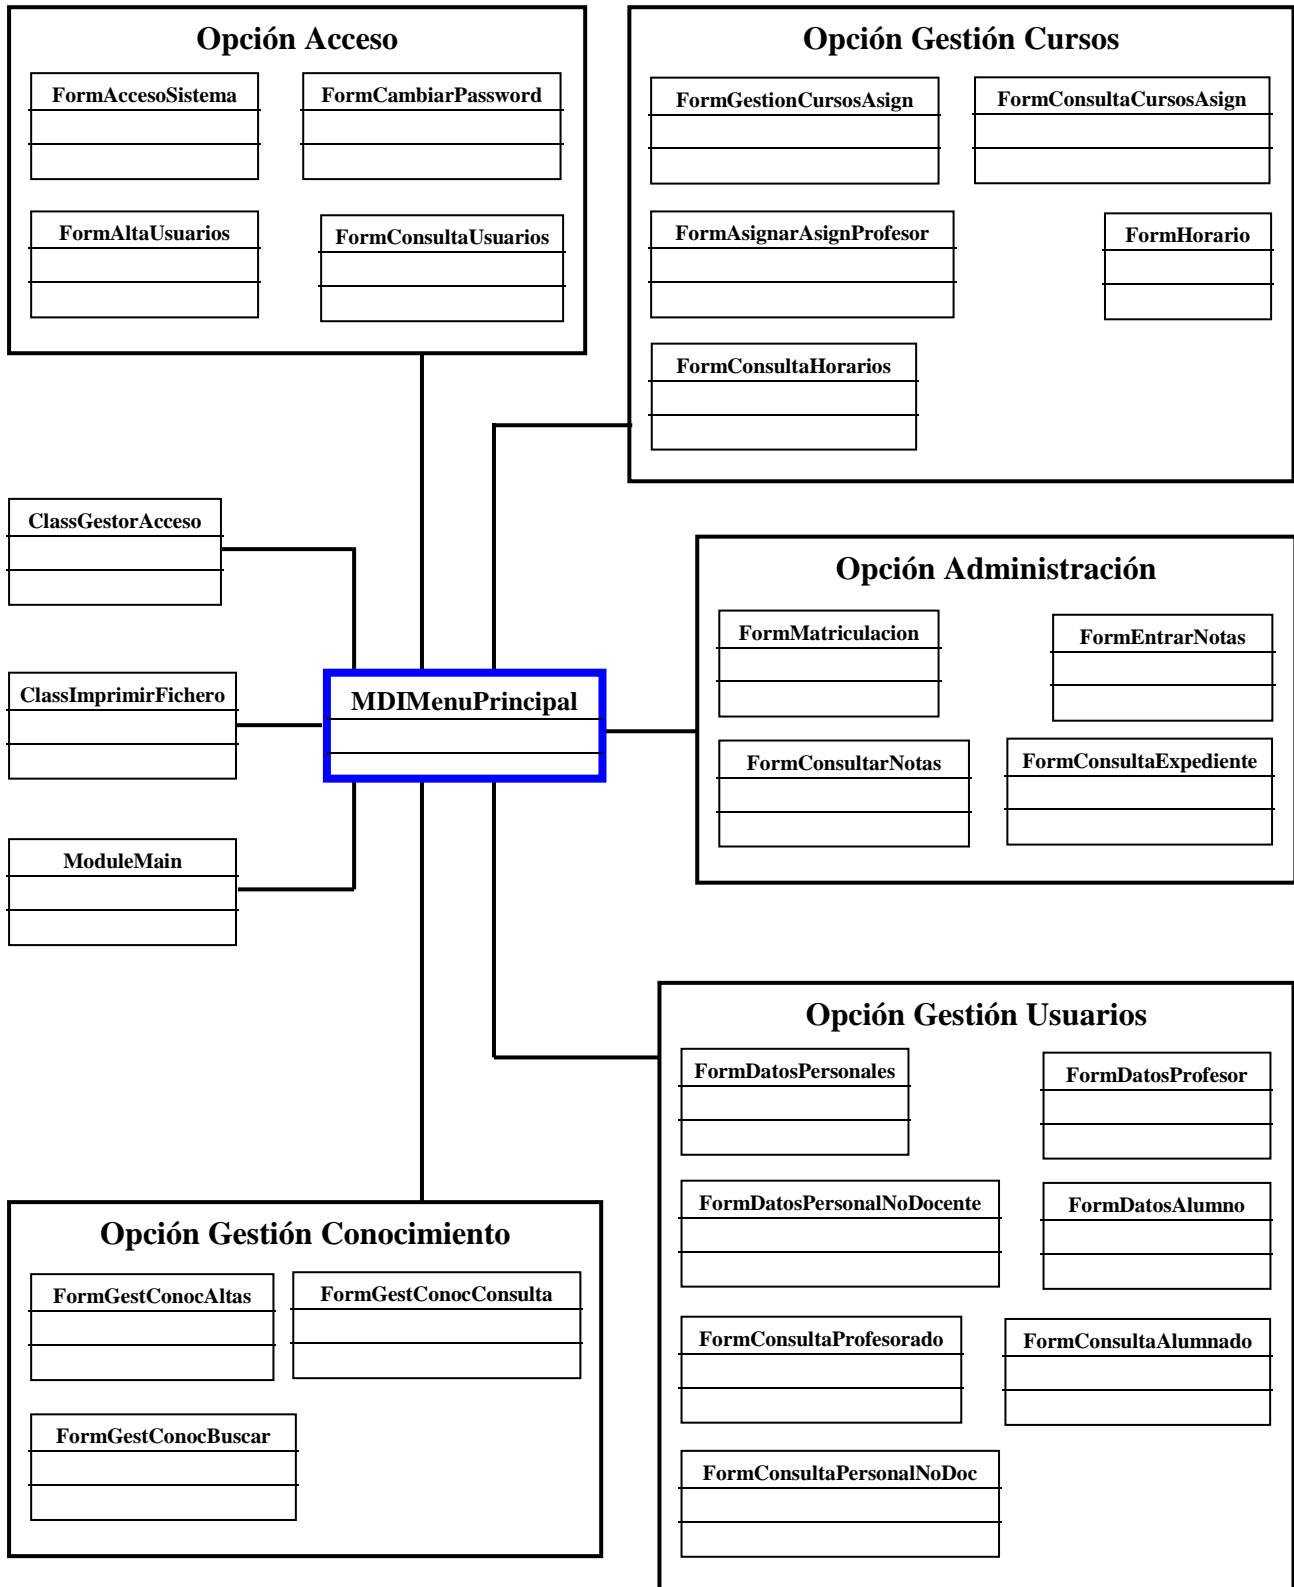 Opción Acceso
FormAccesoSistema
FormCambiarPassword
FormAltaUsuarios
FormConsultaUsuarios
Opción Gestión Cursos
FormGestionCursosAsign
FormConsultaCursosAsign
FormAsignarAsignProfesor
FormHorario
FormConsultaHorarios
ClassGestorAcceso
ClassImprimirFichero
ModuleMain
MDIMenuPrincipal
Opción Administración
FormMatriculacion
FormEntrarNotas
FormConsultarNotas
FormConsultaExpediente
Opción Gestión Usuarios
FormDatosPersonales
FormDatosProfesor
FormDatosPersonalNoDocente
FormDatosAlumno
FormConsultaProfesorado
FormConsultaAlumnado
FormConsultaPersonalNoDoc
Opción Gestión Conocimiento
FormGestConocAltas
FormGestConocConsulta
FormGestConocBuscar